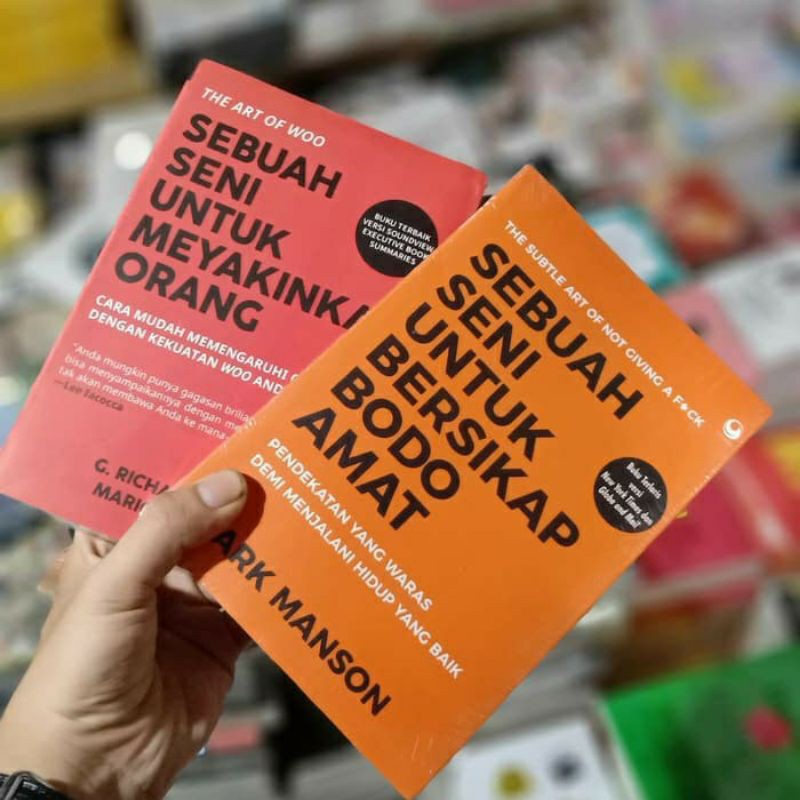 THE ART OF WOO
SEBUAH
SENI
UNTUK
MEYAKINKA
ORANG
BUKU TERBAIK
VERSI SOUNDVIEW
EXECUTIVE BOOK
SUMMARIES
CARA MUDAH MEMENGARUHI
DENGAN KEKUATAN WOO AND
"Anda mungkin punya gagasan brilia
bisa menyampaikannya dengan me
tak akan membawa Anda ke mana-
—Lee Iacocca
G. RICHA
MARI
THE SUBTLE ART OF NOT GIVING A F*CK
SEBUAH
SENI
UNTUK
BERSIKAP
BODO
AMAT
Buku Terlaris
versi
New York Times dan
Globe and Mail
PENDEKATAN YANG WARAS
DEMI MENJALANI HIDUP YANG BAIK
ARK MANSON